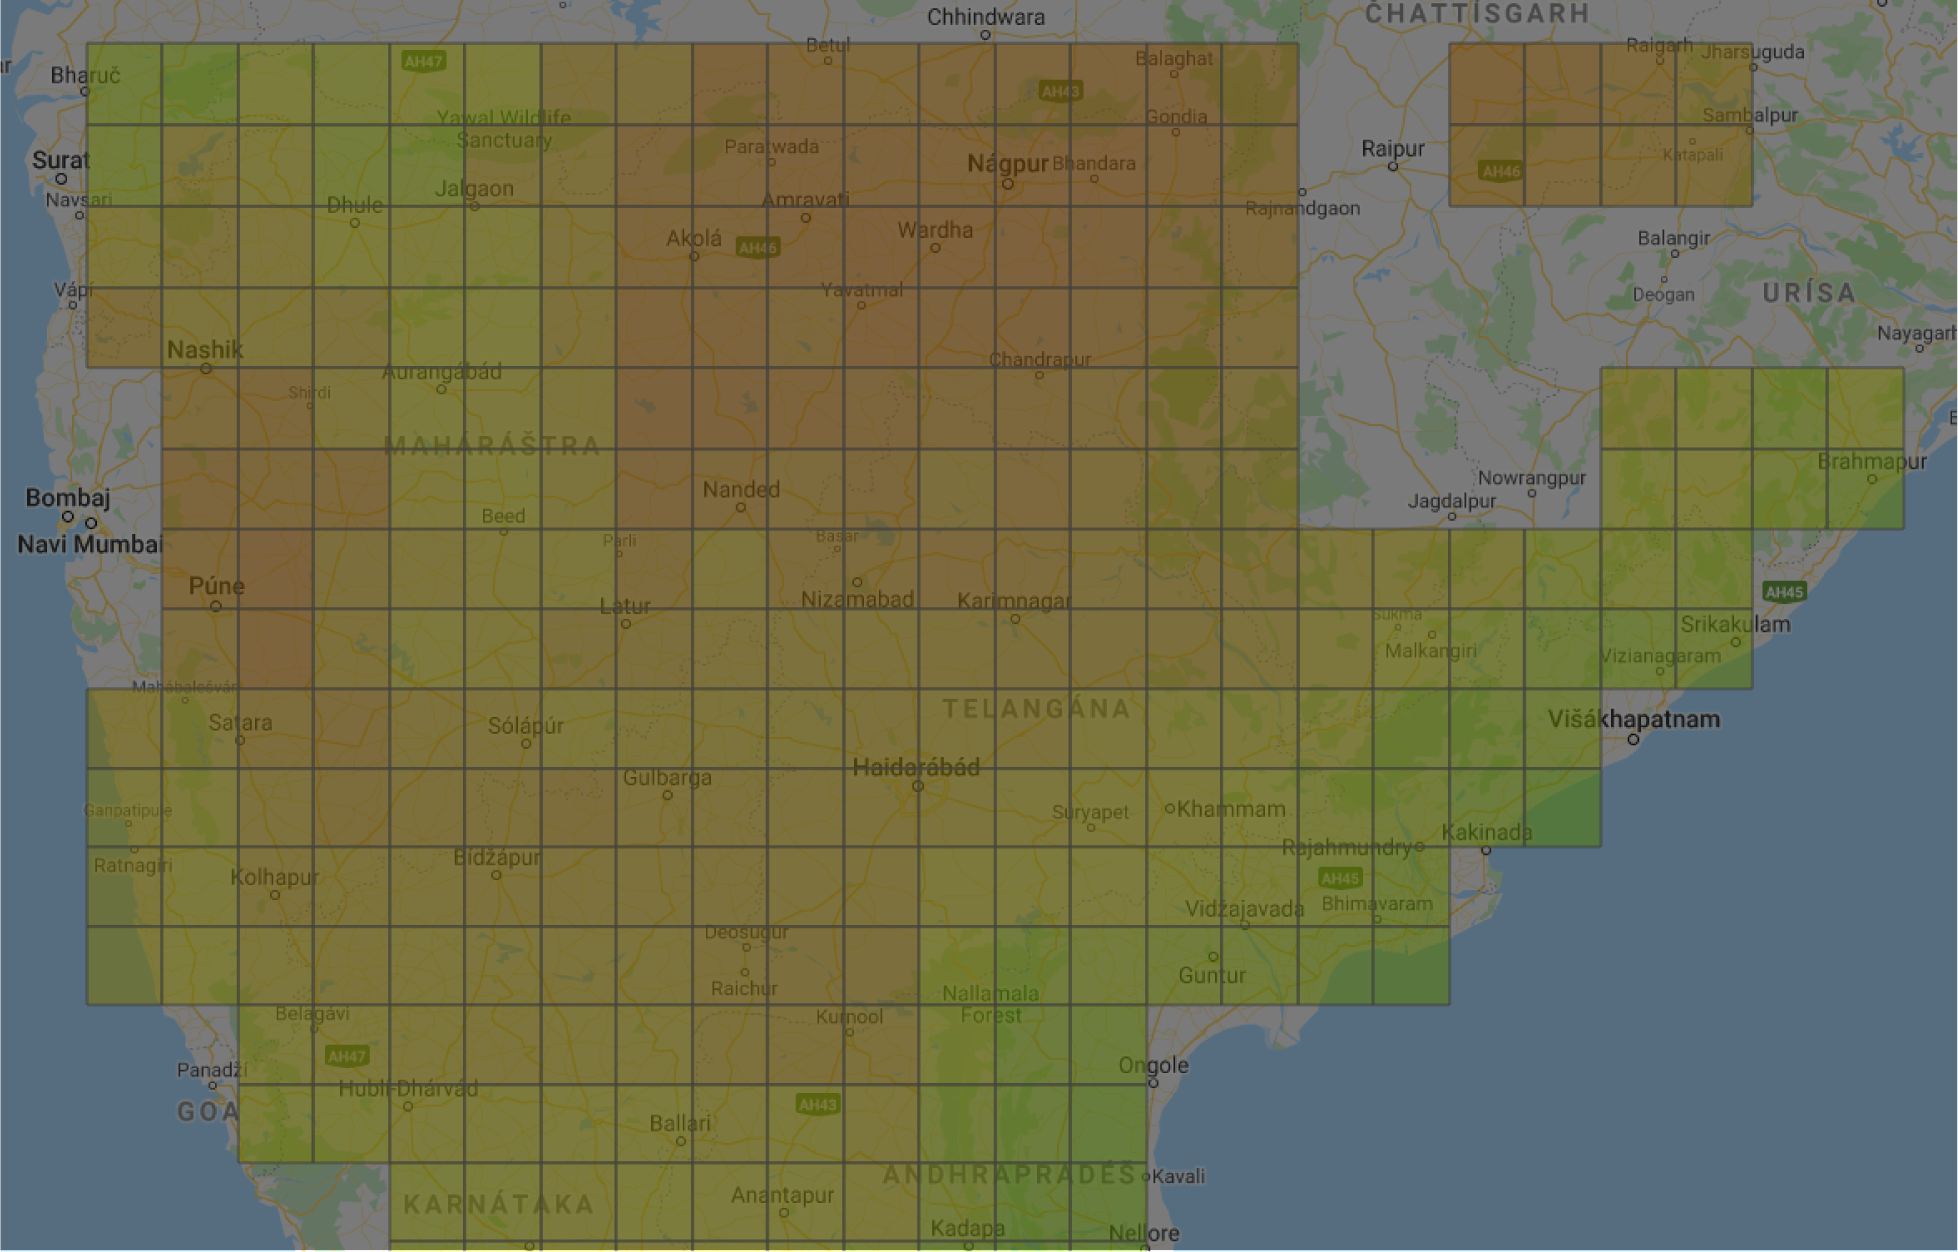 ČHATTÍSGARH
Chhindwara
Betul
Raigarh
Jharsuguda
Balaghat
AH47
Bharuč
AH43
Sambalpur
Gondia
Yawal Wildlife
Sanctuary
Paratwada
Raipur
Katapali
Surat
Nágpur
Bhandara
AH46
Jalgaon
Navsari
Amravati
Dhule
Rajnandgaon
Wardha
Akolá
AH46
Balangir
Vápí
Yavatmal
Deogan
URÍSA
Nayagarh
Nashik
Chandrapur
Aurangábád
Shirdi
MAHÁRÁŠTRA
Brahmapur
Nowrangpur
Nanded
Bombaj
Jagdalpur
Beed
Navi Mumbai
Parli
Basar
Púne
AH45
Nizamabad
Karimnagar
Latur
Sukma
Srikakulam
Malkangiri
Vizianagaram
Mahábaléšvar
TELANGÁNA
Satara
Sólápúr
Višákhapatnam
Haidarábád
Gulbarga
Ganpatipule
Suryapet
Khammam
Kakinada
Rajahmundry
Ratnagiri
Bídžápur
Kolhapur
AH45
Vidžajavada
Bhimavaram
Deosugur
Guntur
Raichur
Nallamala
Forest
Belagávi
Kurnool
AH47
Panadží
Ongole
Hubli-Dhárvád
AH43
GOA
Ballari
ANDHRAPRADÉŠ
Kavali
KARNÁTAKA
Anantapur
Kadapa
Nellore